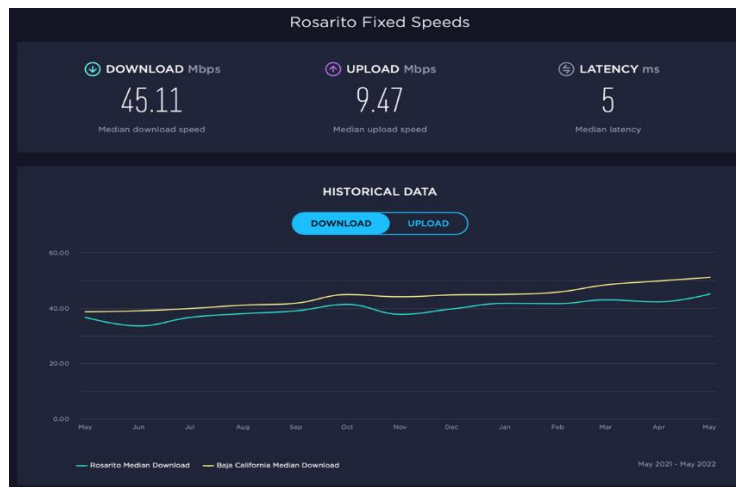 Rosarito Fixed Speeds
DOWNLOAD Mbps
45.11
Median download speed
UPLOAD Mbps
9.47
Median upload speed
LATENCY ms
5
Median latency
HISTORICAL DATA
DOWNLOAD UPLOAD
60.00
40.00
20.00
0.00
May Jun Jul Aug Sep Oct Nov Dec Jan Feb Mar Apr May
Rosarito Median Download Baja California Median Download
May 2021 - May 2022